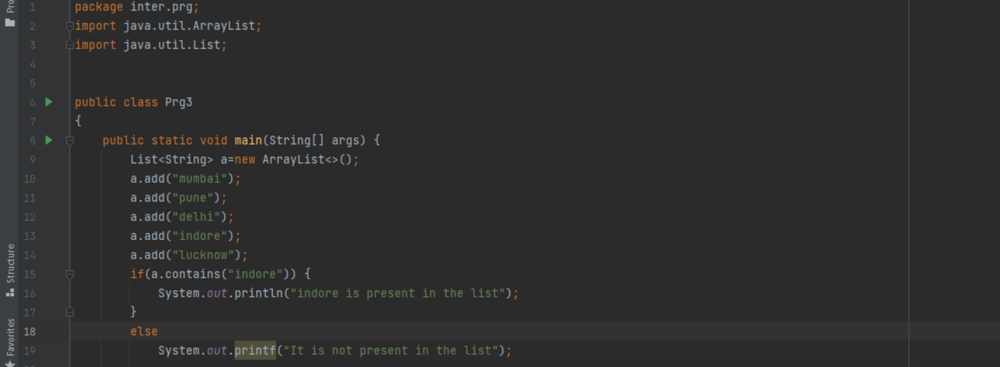 Pro
Structure
Favorites
1 package inter.prg;
2 import java.util.ArrayList;
3 import java.util.List;
4
5
6 public class Prg3
7 {
8     public static void main(String[] args) {
9         List<String> a=new ArrayList<>();
10         a.add("mumbai");
11         a.add("pune");
12         a.add("delhi");
13         a.add("indore");
14         a.add("lucknow");
15         if(a.contains("indore")) {
16             System.out.println("indore is present in the list");
17         }
18         else
19             System.out.printf("It is not present in the list");